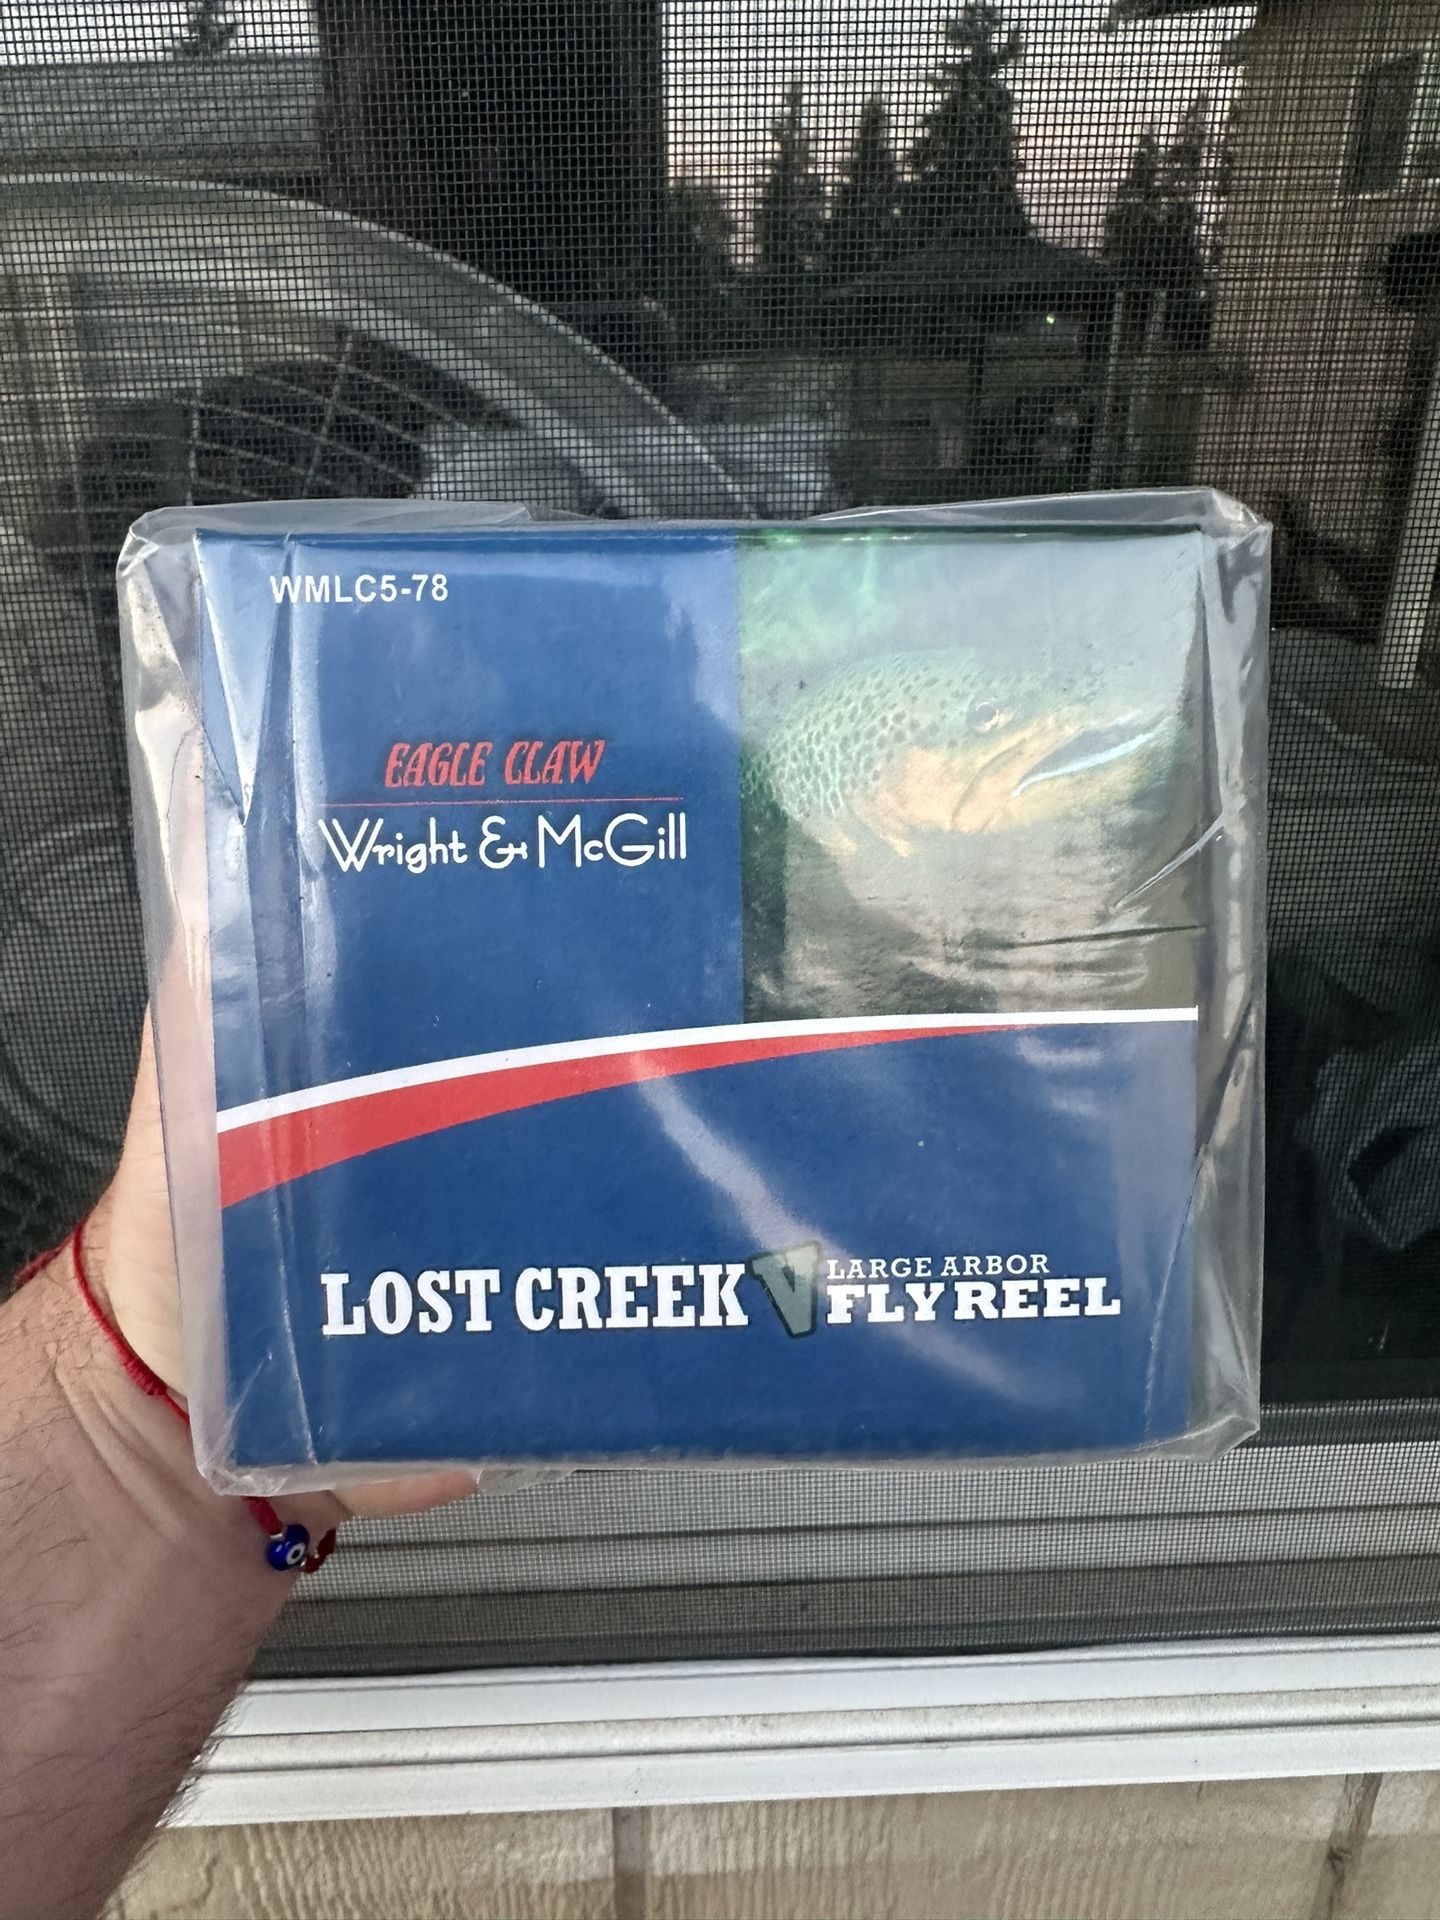 WMLC5-78
EAGLE CLAW
Wright & McGill
LOST CREEK V LARGE ARBOR
FLY REEL